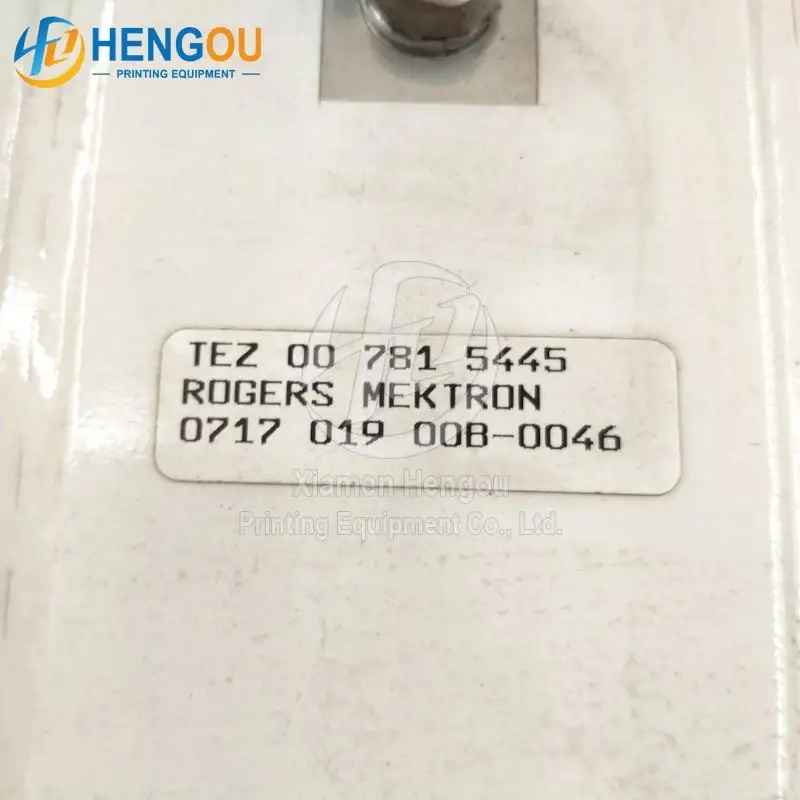 HENGOU
PRINTING EQUIPMENT
TEZ 00 781 5445
ROGERS MEKTRON
0717 019 00B-0046
Xiamen Hengou
Printing Equipment Co., Ltd.